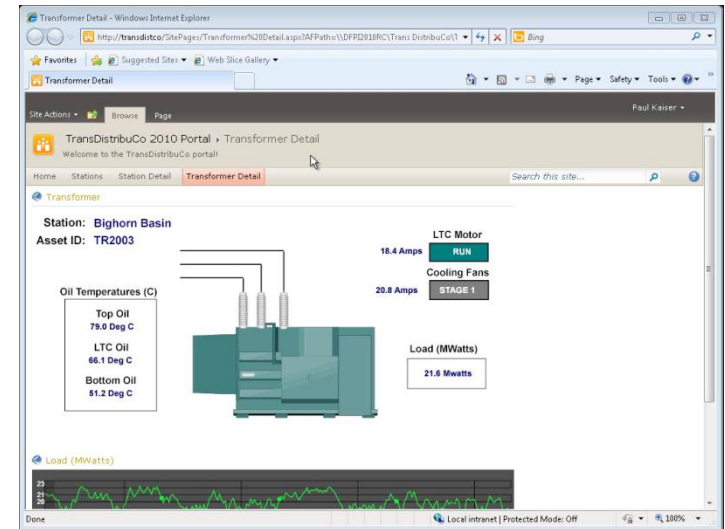 Transformer Detail - Windows Internet Explorer
http://transdistco/SitePages/Transformer%20Detail.aspx?AFPath=\\DFPI2010RC\Trans DistribuCo\T
Bing
Favorites Suggested Sites Web Slice Gallery
Transformer Detail
Page Safety Tools
Site Actions Browse Page
Paul Kaiser
TransDistribuCo 2010 Portal Transformer Detail
Welcome to the TransDistribuCo portal!
Home Stations Station Detail Transformer Detail
Search this site...
Transformer
Station: Bighorn Basin
Asset ID: TR2003
LTC Motor
18.4 Amps RUN
Cooling Fans
20.8 Amps STAGE 1
Oil Temperatures (C)
Top Oil
79.0 Deg C
LTC Oil
66.1 Deg C
Bottom Oil
51.2 Deg C
Load (MWatts)
21.6 Mwatts
Load (MWatts)
23
21
20
Done
Local intranet | Protected Mode: Off
100%